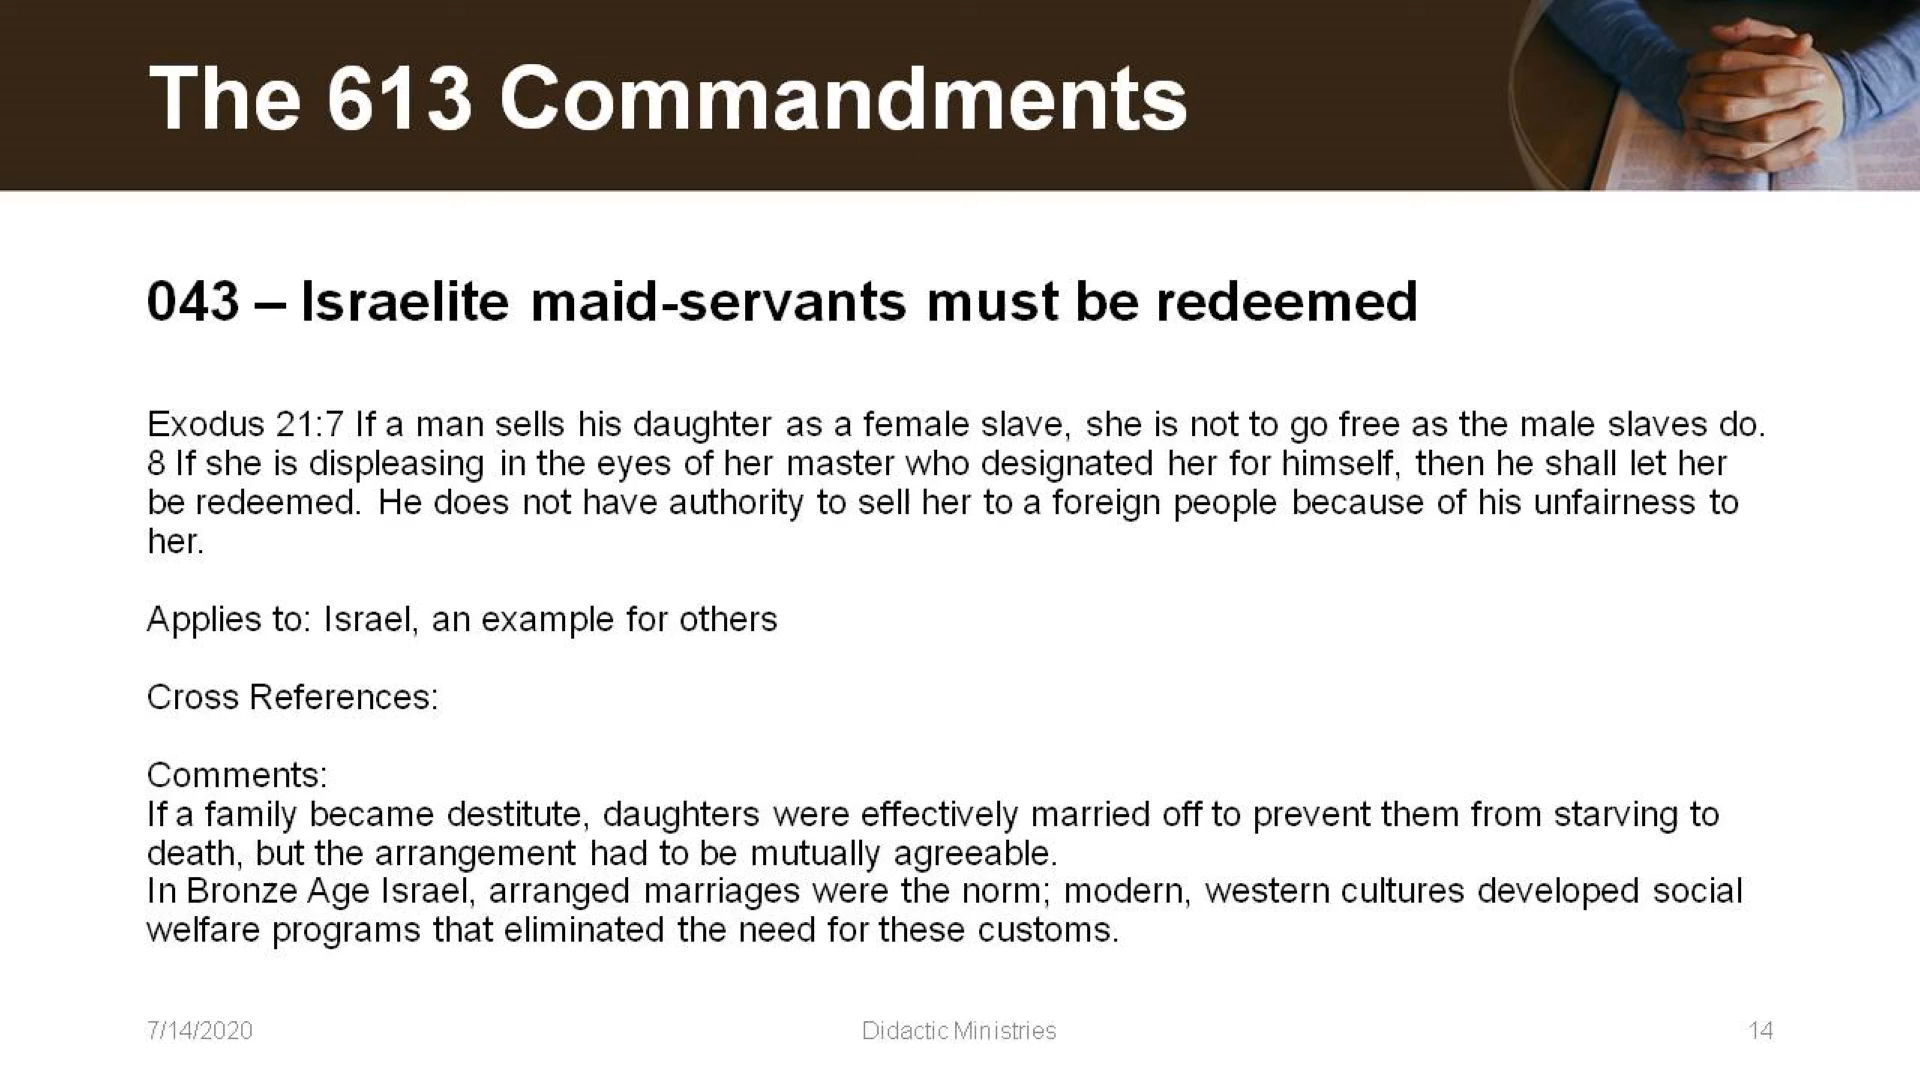 The 613 Commandments
043 – Israelite maid-servants must be redeemed
Exodus 21:7 If a man sells his daughter as a female slave, she is not to go free as the male slaves do.
8 If she is displeasing in the eyes of her master who designated her for himself, then he shall let her
be redeemed. He does not have authority to sell her to a foreign people because of his unfairness to
her.
Applies to: Israel, an example for others
Cross References:
Comments:
If a family became destitute, daughters were effectively married off to prevent them from starving to
death, but the arrangement had to be mutually agreeable.
In Bronze Age Israel, arranged marriages were the norm; modern, western cultures developed social
welfare programs that eliminated the need for these customs.
7/14/2020
Didactic Ministries
14